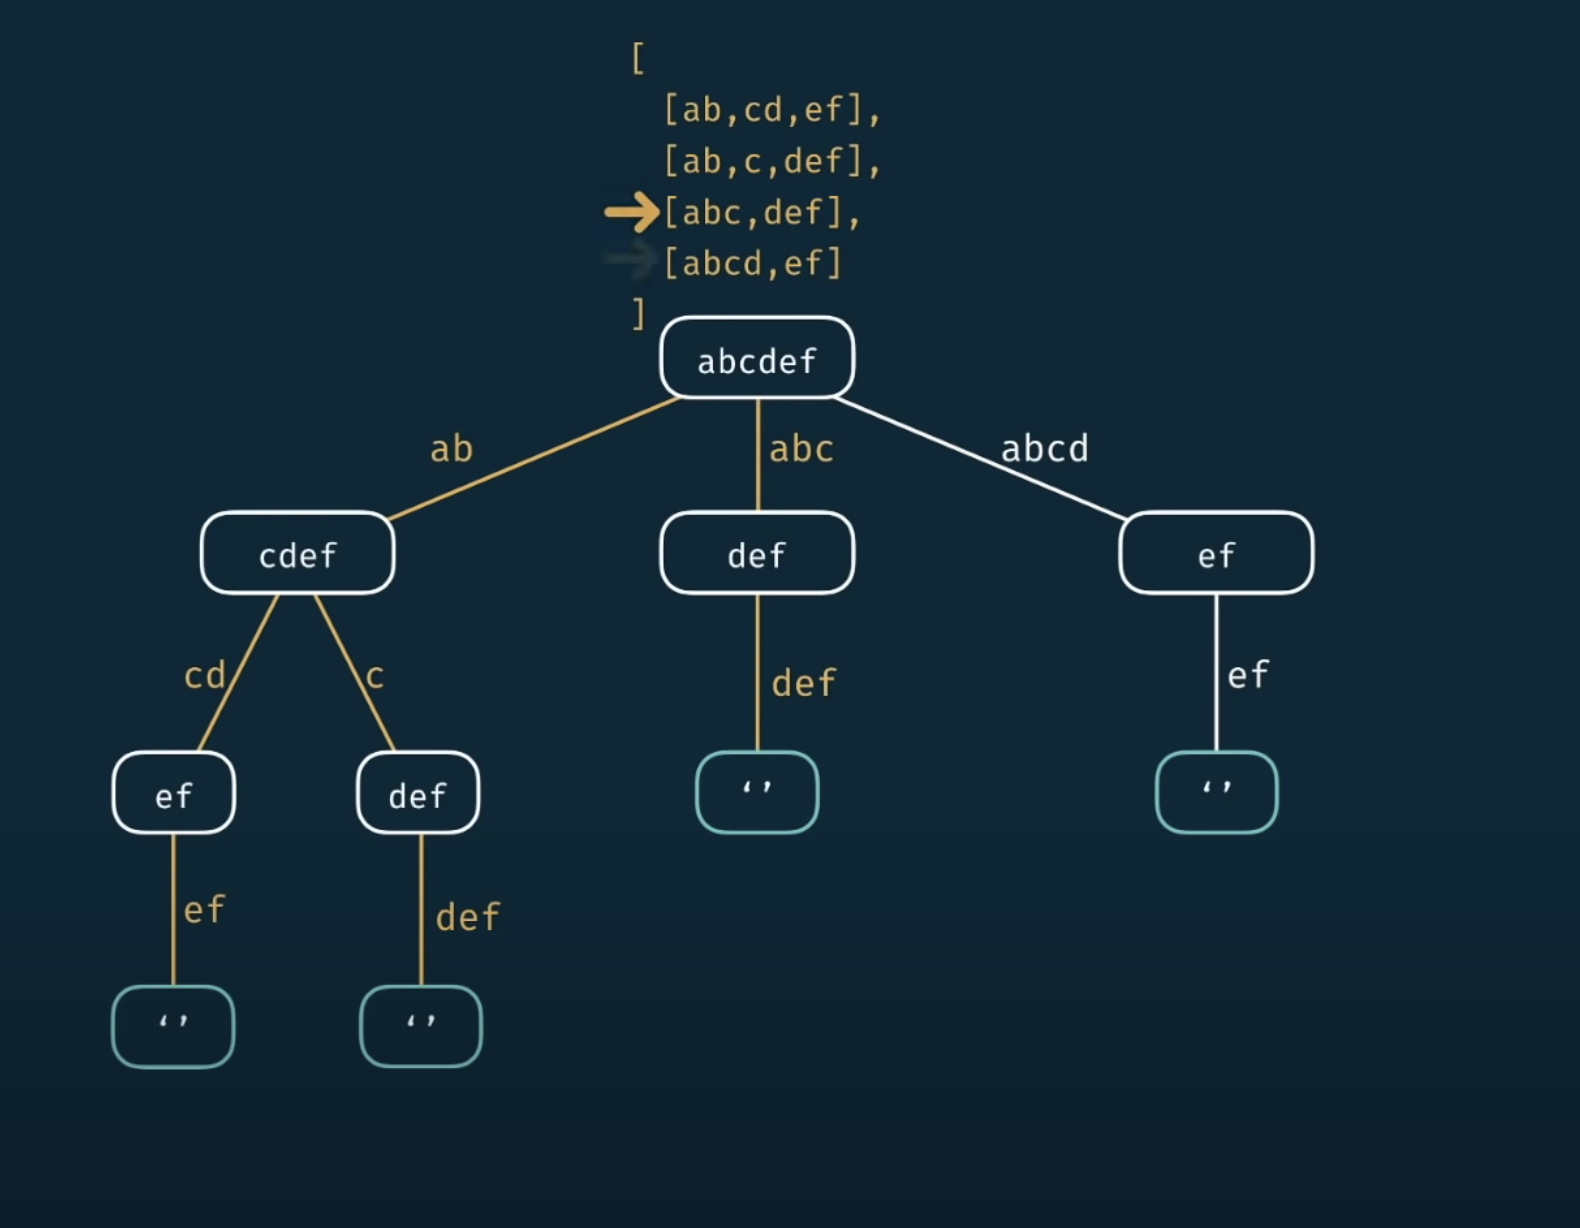 [
[ab,cd,ef],
[ab,c,def],
[abc,def],
[abcd,ef]
]
abcdef
ab
abc
abcd
cdef
def
ef
cd
c
def
ef
ef
def
‘’
‘’
ef
def
‘’
‘’